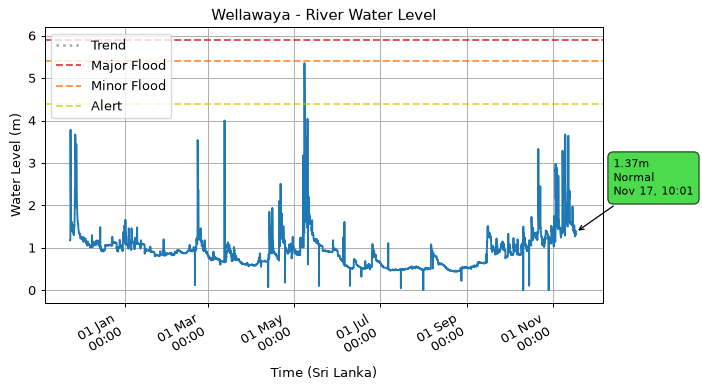 Wellawaya - River Water Level
Trend
Major Flood
Minor Flood
Alert
6
5
4
3
2
1
0
Water Level (m)
1.37m
Normal
Nov 17, 10:01
01 Jan
00:00
01 Mar
00:00
01 May
00:00
01 Jul
00:00
01 Sep
00:00
01 Nov
00:00
Time (Sri Lanka)